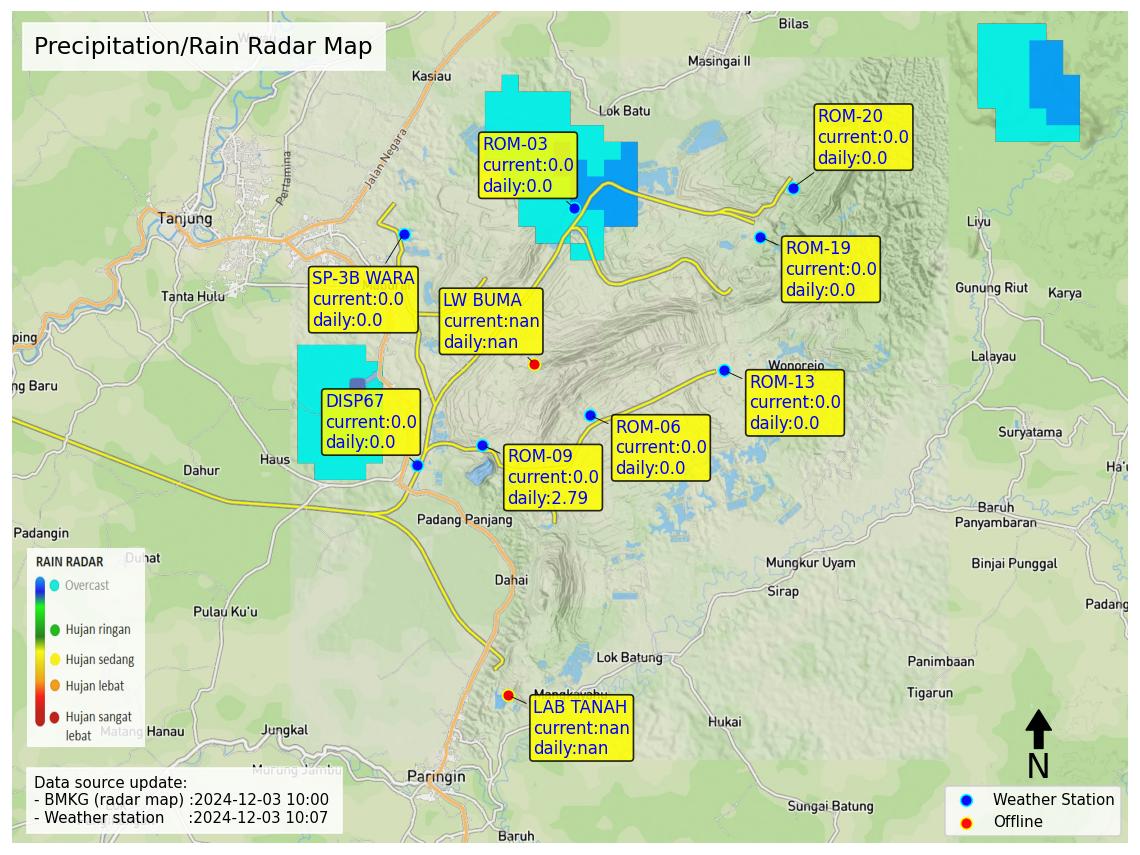 Precipitation/Rain Radar Map
Bilas
Masingai II
Kasiau
Lok Batu
Jalan Negara
Pertamina
Tanjung
ROM-20
current:0.0
daily:0.0
ROM-03
current:0.0
daily:0.0
Liyu
ROM-19
current:0.0
daily:0.0
SP-3B WARA
current:0.0
daily:0.0
Tanta Hulu
LW BUMA
current:nan
daily:nan
Gunung Riut
Karya
ping
Lalayau
Wonorejo
ng Baru
ROM-13
current:0.0
daily:0.0
DISP67
current:0.0
daily:0.0
ROM-06
current:0.0
daily:0.0
Suryatama
Haus
Dahur
ROM-09
current:0.0
daily:2.79
Ha'u
Baruh
Panyambaran
Padang Panjang
Padangin
Duhat
Binjai Punggal
Mungkur Uyam
Dahai
Sirap
Padang
Pulau Ku'u
RAIN RADAR
Overcast
Hujan ringan
Hujan sedang
Hujan lebat
Hujan sangat
lebat
Lok Batung
Panimbaan
Tigarun
LAB TANAH
current:nan
daily:nan
Hukai
Matang Hanau
Jungkal
Murung Jambu
Paringin
N
Data source update:
- BMKG (radar map) :2024-12-03 10:00
- Weather station :2024-12-03 10:07
Weather Station
Offline
Sungai Batung
Baruh